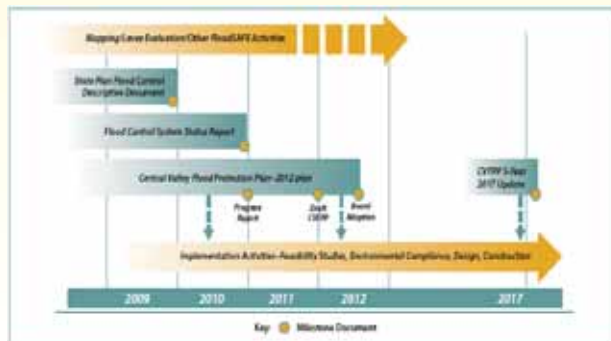 Mapping/Levee Evaluation/Other FloodSAFE Activities
State Plan Flood Control
Descriptive Document
Flood Control System Status Report
Central Valley Flood Protection Plan–2012 plan
CVFPP 5-Year
2017 Update
Progress
Report
Draft
CVFPP
Board
Adoption
Implementation Activities–Feasibility Studies, Environmental Compliance, Design, Construction
2009
2010
2011
2012
2017
Key
Milestone Document